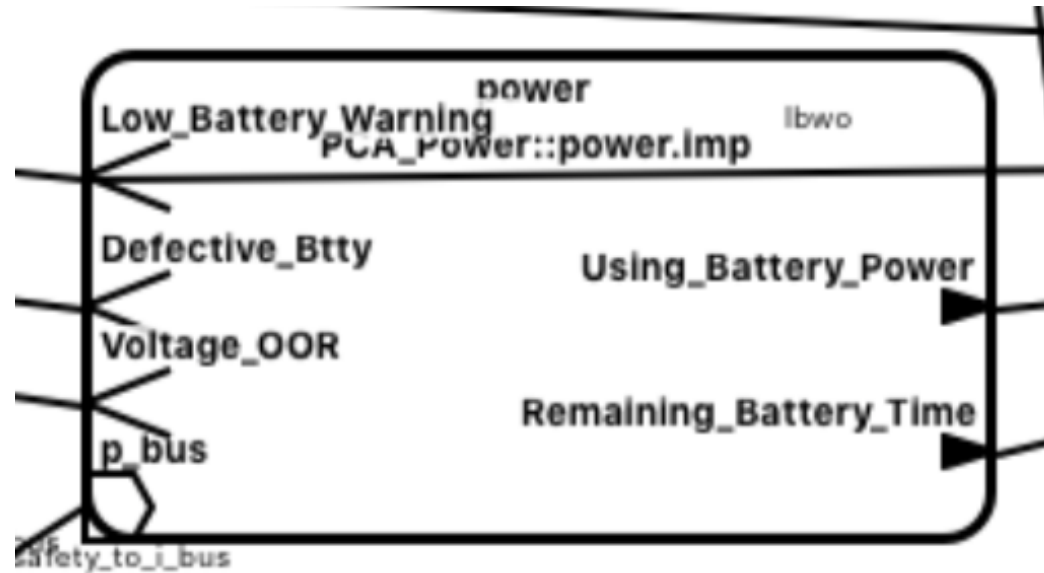 power
Low_Battery_Warning
lbwo
PCA_Power::power.imp
Defective_Btty
Using_Battery_Power
Voltage_OOR
Remaining_Battery_Time
p_bus
safety_to_i_bus